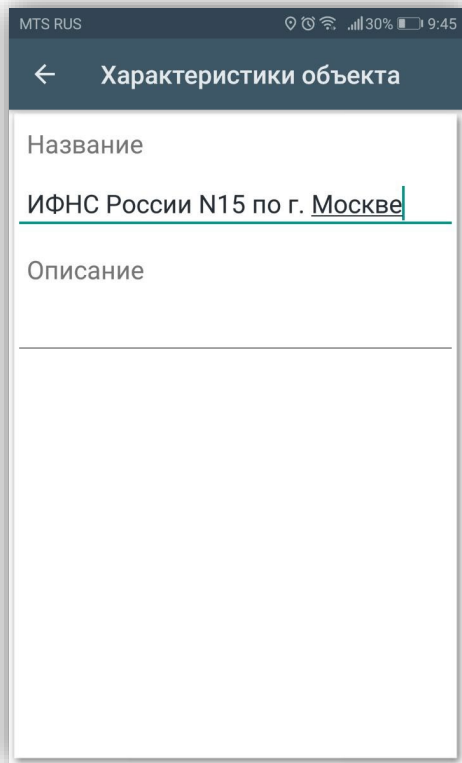 MTS RUS 30% 9:45
Характеристики объекта
Название
ИФНС России N15 по г. Москве
Описание